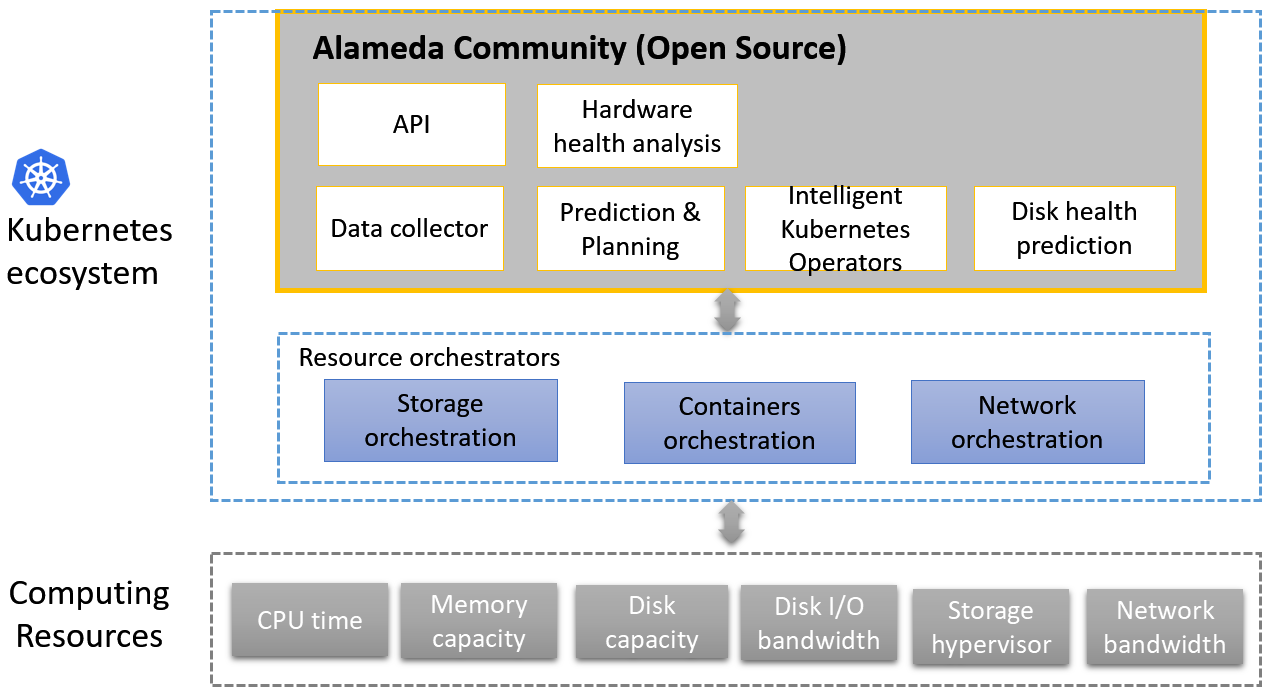 Alameda Community (Open Source)
API
Hardware
health analysis
Data collector
Prediction &
Planning
Intelligent
Kubernetes
Operators
Disk health
prediction
Kubernetes
ecosystem
Resource orchestrators
Storage
orchestration
Containers
orchestration
Network
orchestration
Computing
Resources
CPU time
Memory
capacity
Disk
capacity
Disk I/O
bandwidth
Storage
hypervisor
Network
bandwidth